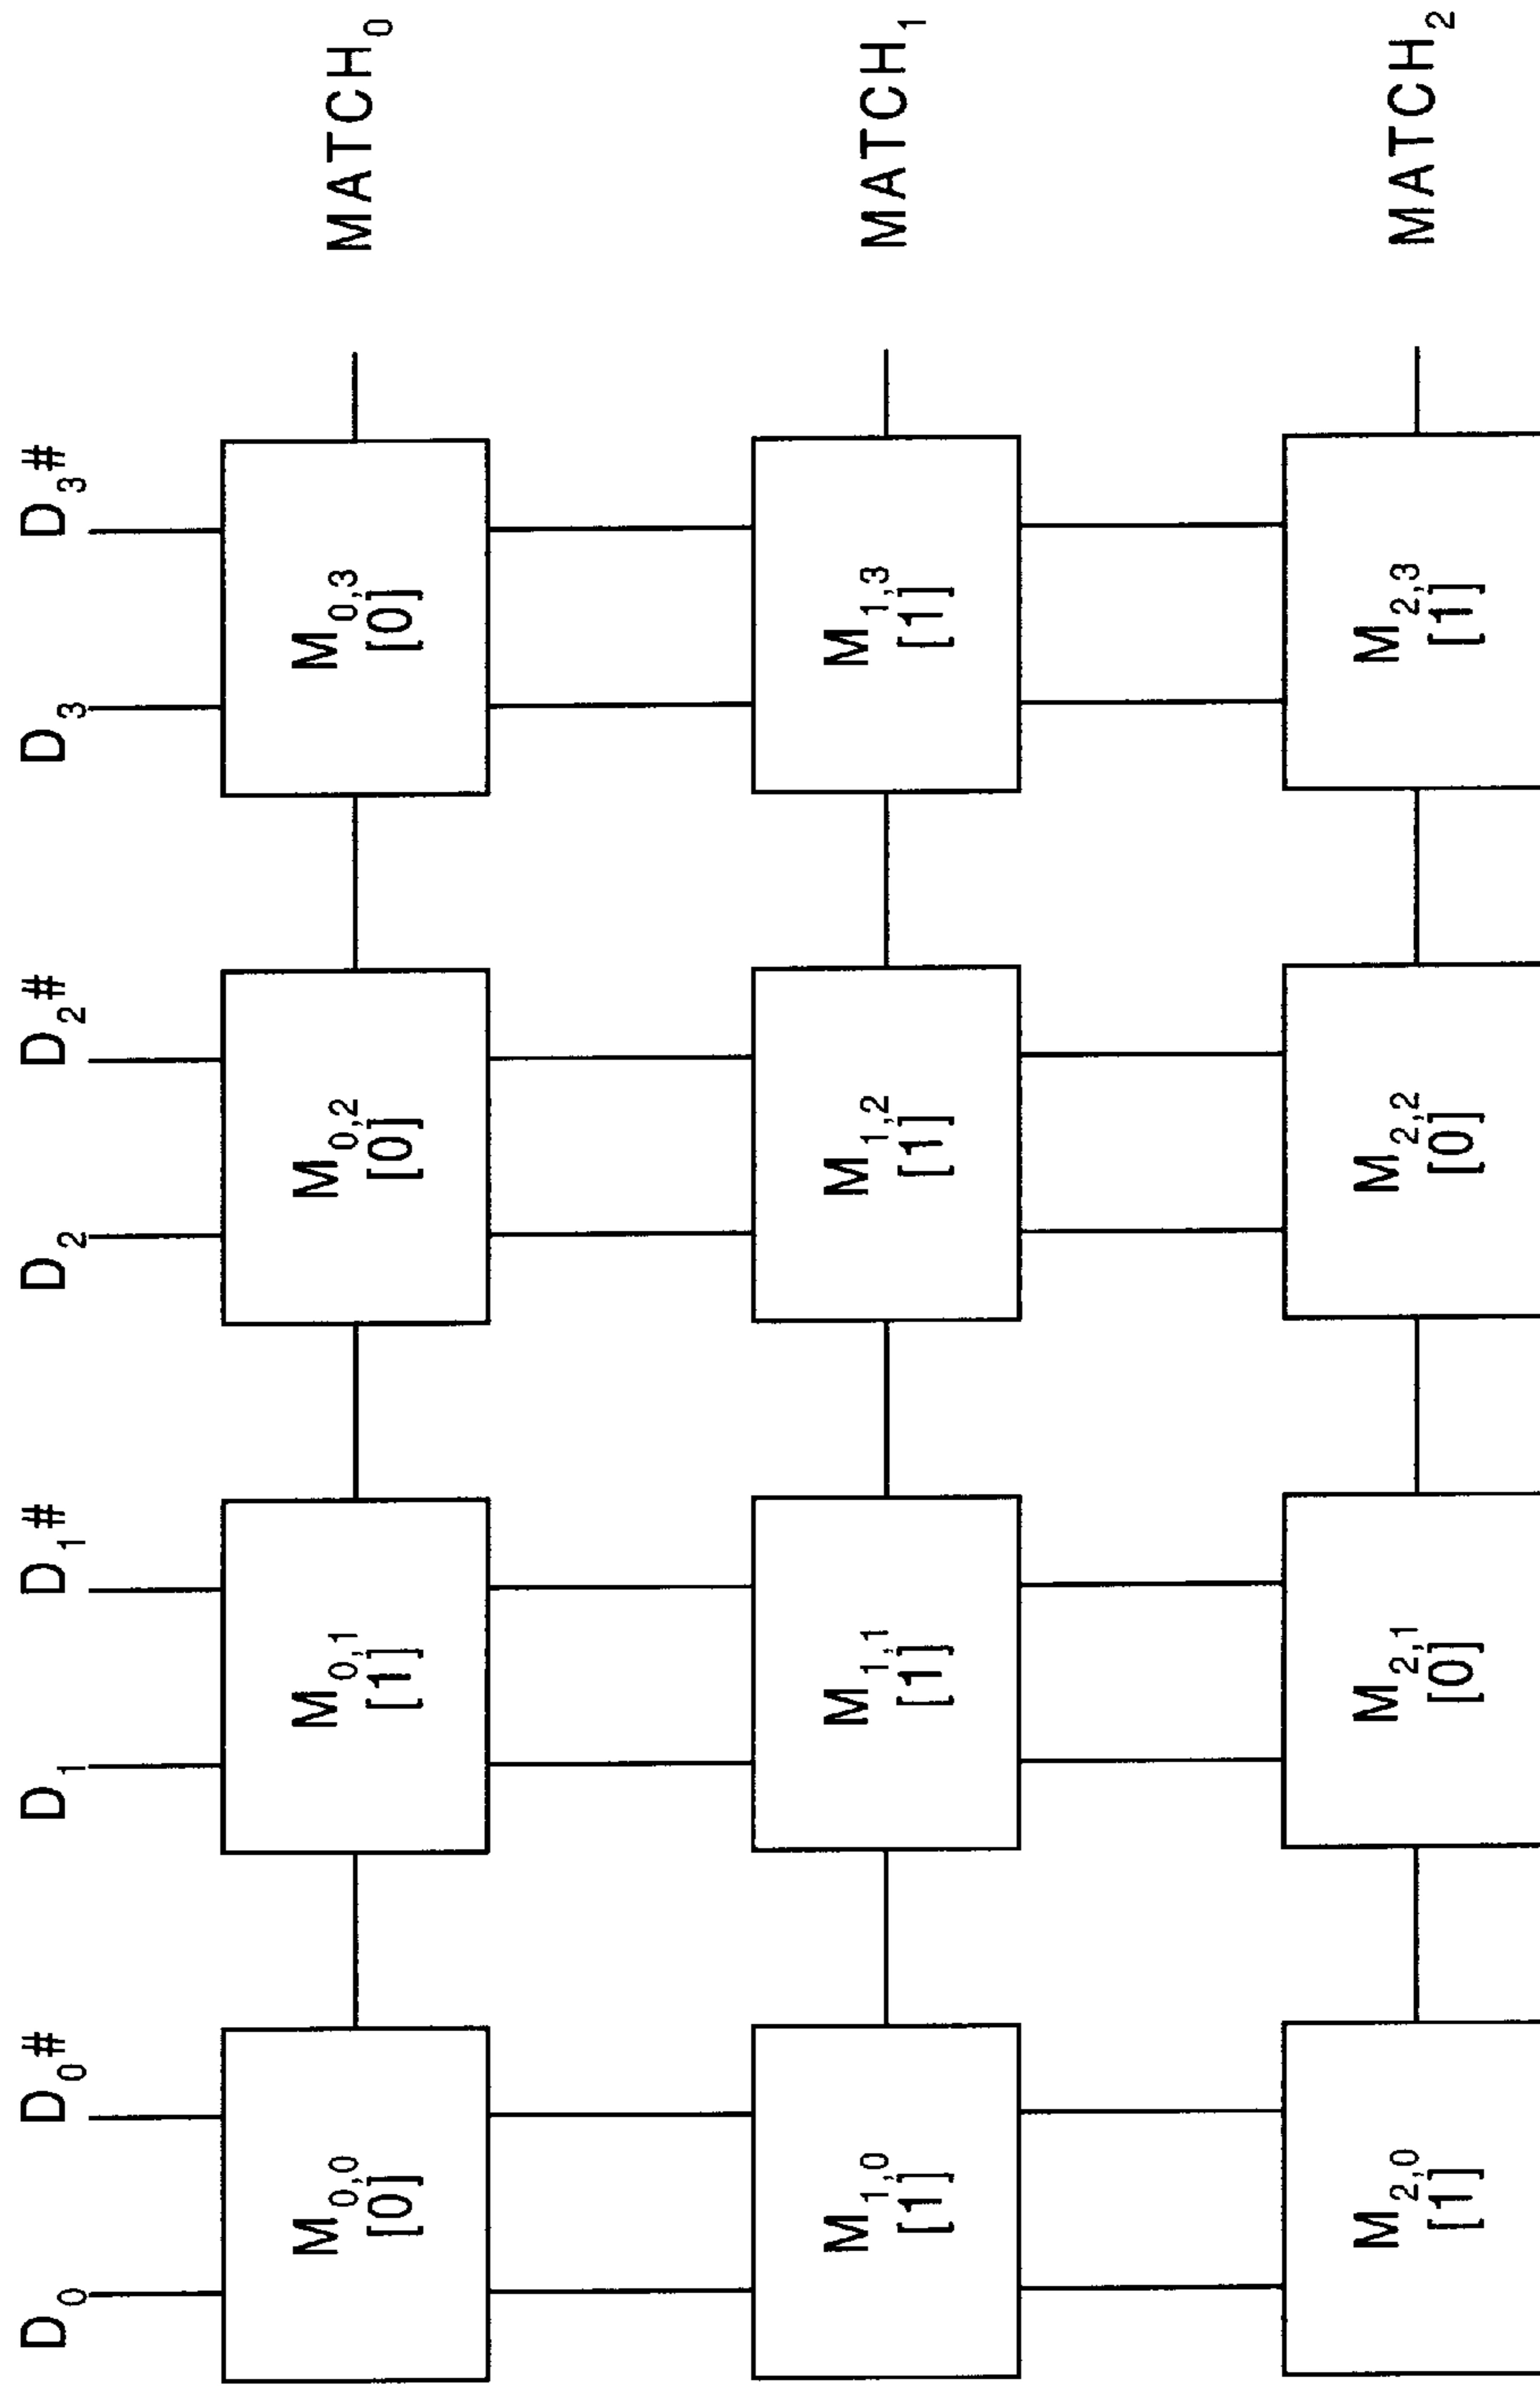 D0 D0# D1 D1# D2 D2# D3 D3#
M0,0 M0,1 M0,2 M0,3 MATCH0
[0] [1] [0] [0]
M1,0 M1,1 M1,2 M1,3 MATCH1
[1] [1] [1] [1]
M2,0 M2,1 M2,2 M2,3 MATCH2
[1] [0] [0] [1]